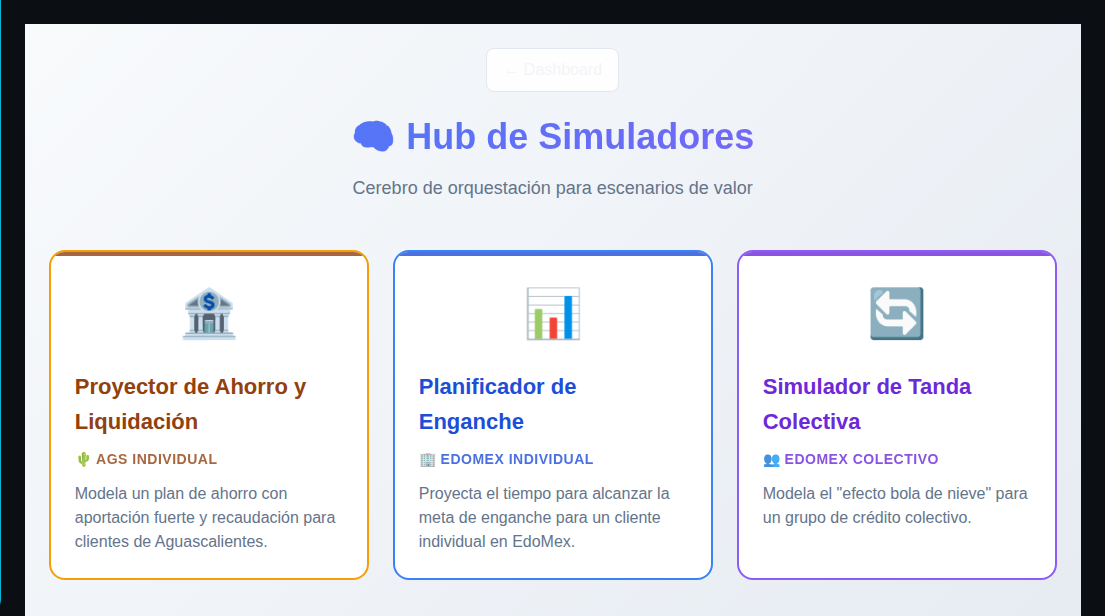 ← Dashboard
🧠 Hub de Simuladores
Cerebro de orquestación para escenarios de valor
Proyector de Ahorro y
Liquidación
🌵 AGS INDIVIDUAL
Modela un plan de ahorro con
aportación fuerte y recaudación para
clientes de Aguascalientes.
Planificador de
Enganche
🏢 EDOMEX INDIVIDUAL
Proyecta el tiempo para alcanzar la
meta de enganche para un cliente
individual en EdoMex.
Simulador de Tanda
Colectiva
👥 EDOMEX COLECTIVO
Modela el "efecto bola de nieve" para
un grupo de crédito colectivo.